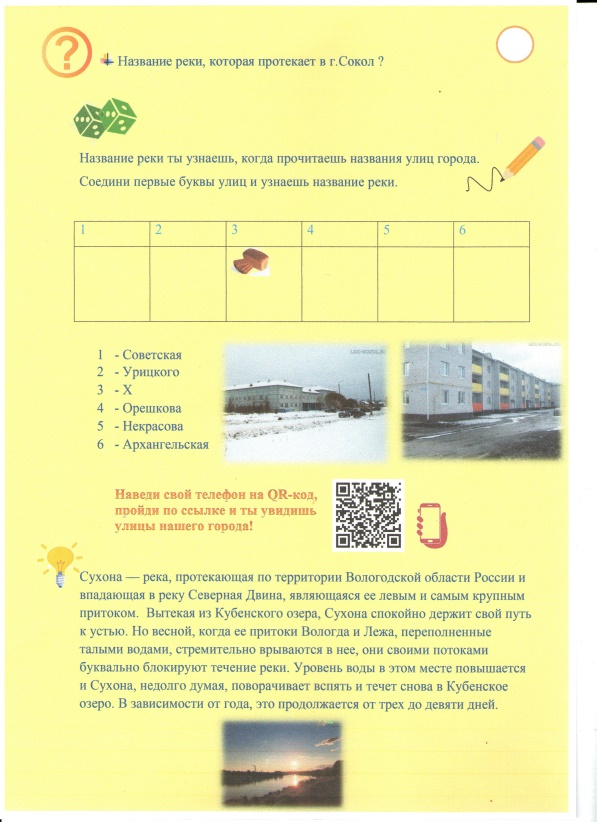 Название реки, которая протекает в г.Сокол ?
Название реки ты узнаешь, когда прочитаешь названия улиц города.
Соедини первые буквы улиц и узнаешь название реки.
1 2 3 4 5 6
1 - Советская
2 - Урицкого
3 - Х
4 - Орешкова
5 - Некрасова
6 - Архангельская
Наведи свой телефон на QR-код,
пройди по ссылке и ты увидишь
улицы нашего города!
Сухона — река, протекающая по территории Вологодской области России и
впадающая в реку Северная Двина, являющаяся ее левым и самым крупным
притоком. Вытекая из Кубенского озера, Сухона спокойно держит свой путь
к устью. Но весной, когда ее притоки Вологда и Лежа, переполненные
талыми водами, стремительно врываются в нее, они своими потоками
буквально блокируют течение реки. Уровень воды в этом месте повышается
и Сухона, недолго думая, поворачивает вспять и течет снова в Кубенское
озеро. В зависимости от года, это продолжается от трех до девяти дней.